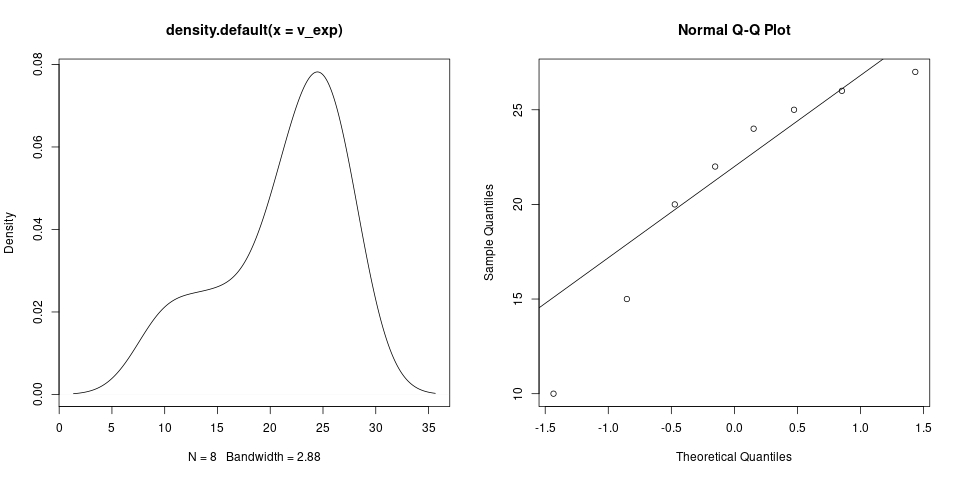 density.default(x = v_exp)
Density
0.00 0.02 0.04 0.06 0.08
0 5 10 15 20 25 30 35
N = 8 Bandwidth = 2.88
Normal Q-Q Plot
Sample Quantiles
10 15 20 25
-1.5 -1.0 -0.5 0.0 0.5 1.0 1.5
Theoretical Quantiles